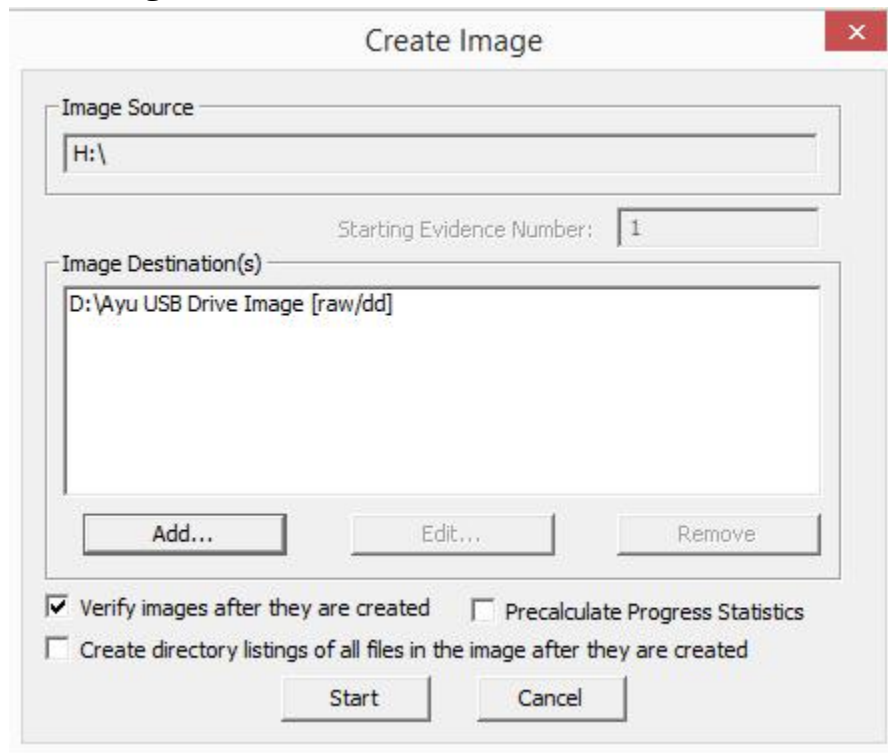 Create Image
Image Source
H:\
Starting Evidence Number: 1
Image Destination(s)
D:\Ayu USB Drive Image [raw/dd]
Add... Edit... Remove
Verify images after they are created Precalculate Progress Statistics
Create directory listings of all files in the image after they are created
Start Cancel